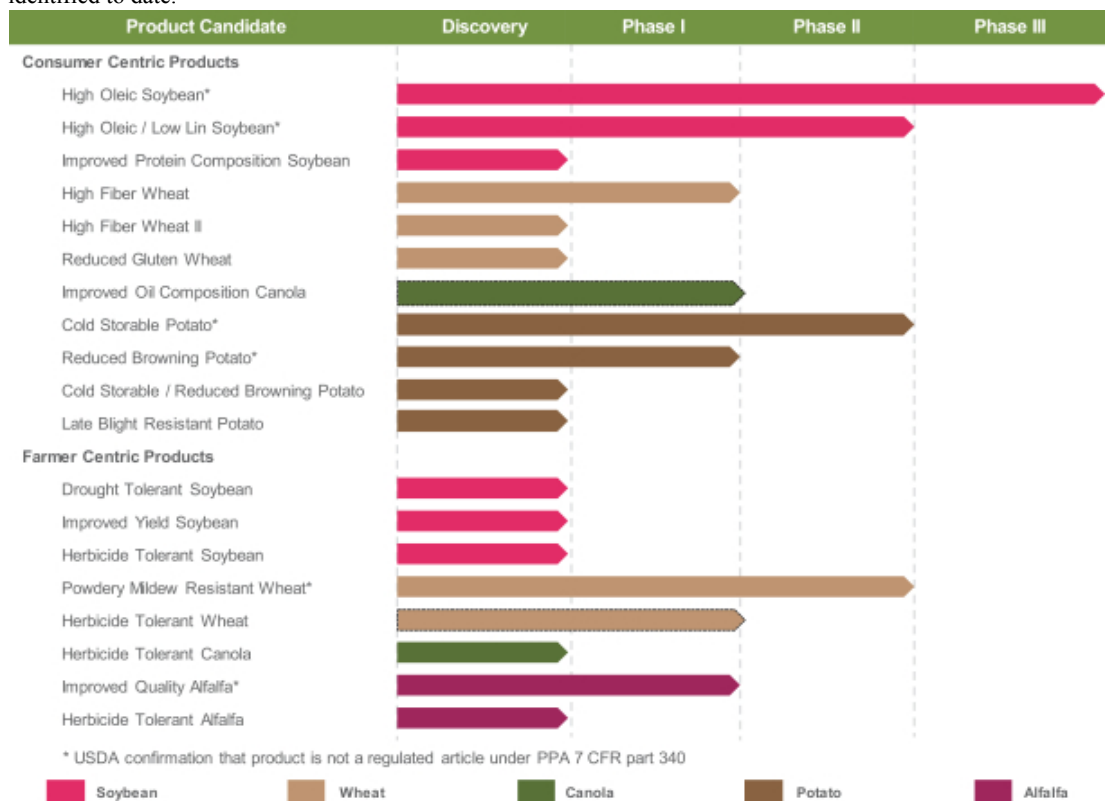 identified to date.
Product Candidate Discovery Phase I Phase II Phase III
Consumer Centric Products
High Oleic Soybean*
High Oleic / Low Lin Soybean*
Improved Protein Composition Soybean
High Fiber Wheat
High Fiber Wheat II
Reduced Gluten Wheat
Improved Oil Composition Canola
Cold Storable Potato*
Reduced Browning Potato*
Cold Storable / Reduced Browning Potato
Late Blight Resistant Potato
Farmer Centric Products
Drought Tolerant Soybean
Improved Yield Soybean
Herbicide Tolerant Soybean
Powdery Mildew Resistant Wheat*
Herbicide Tolerant Wheat
Herbicide Tolerant Canola
Improved Quality Alfalfa*
Herbicide Tolerant Alfalfa
* USDA confirmation that product is not a regulated article under PPA 7 CFR part 340
Soybean Wheat Canola Potato Alfalfa